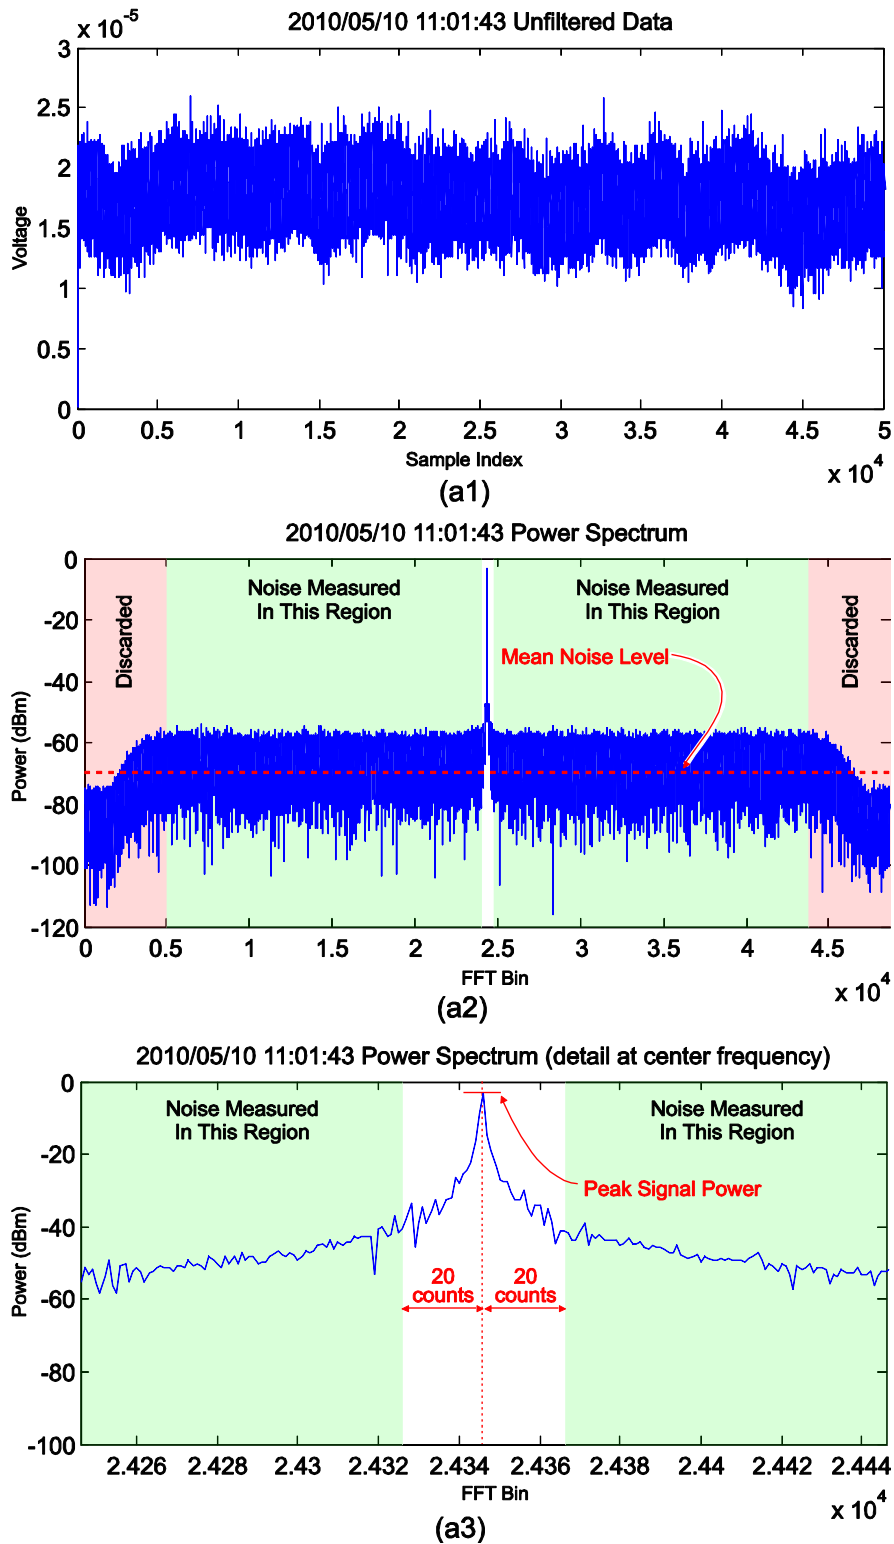 2010/05/10 11:01:43 Unfiltered Data
x 10^-5
3
2.5
2
1.5
1
0.5
0
Voltage
0 0.5 1 1.5 2 2.5 3 3.5 4 4.5 5
Sample Index
x 10^4
(a1)
2010/05/10 11:01:43 Power Spectrum
0
-20
-40
-60
-80
-100
-120
Power (dBm)
Discarded
Noise Measured
In This Region
Noise Measured
In This Region
Discarded
Mean Noise Level
0 0.5 1 1.5 2 2.5 3 3.5 4 4.5
FFT Bin
x 10^4
(a2)
2010/05/10 11:01:43 Power Spectrum (detail at center frequency)
0
-20
-40
-60
-80
-100
Power (dBm)
Noise Measured
In This Region
Noise Measured
In This Region
Peak Signal Power
20
counts
20
counts
2.426 2.428 2.43 2.432 2.434 2.436 2.438 2.44 2.442 2.444
FFT Bin
x 10^4
(a3)